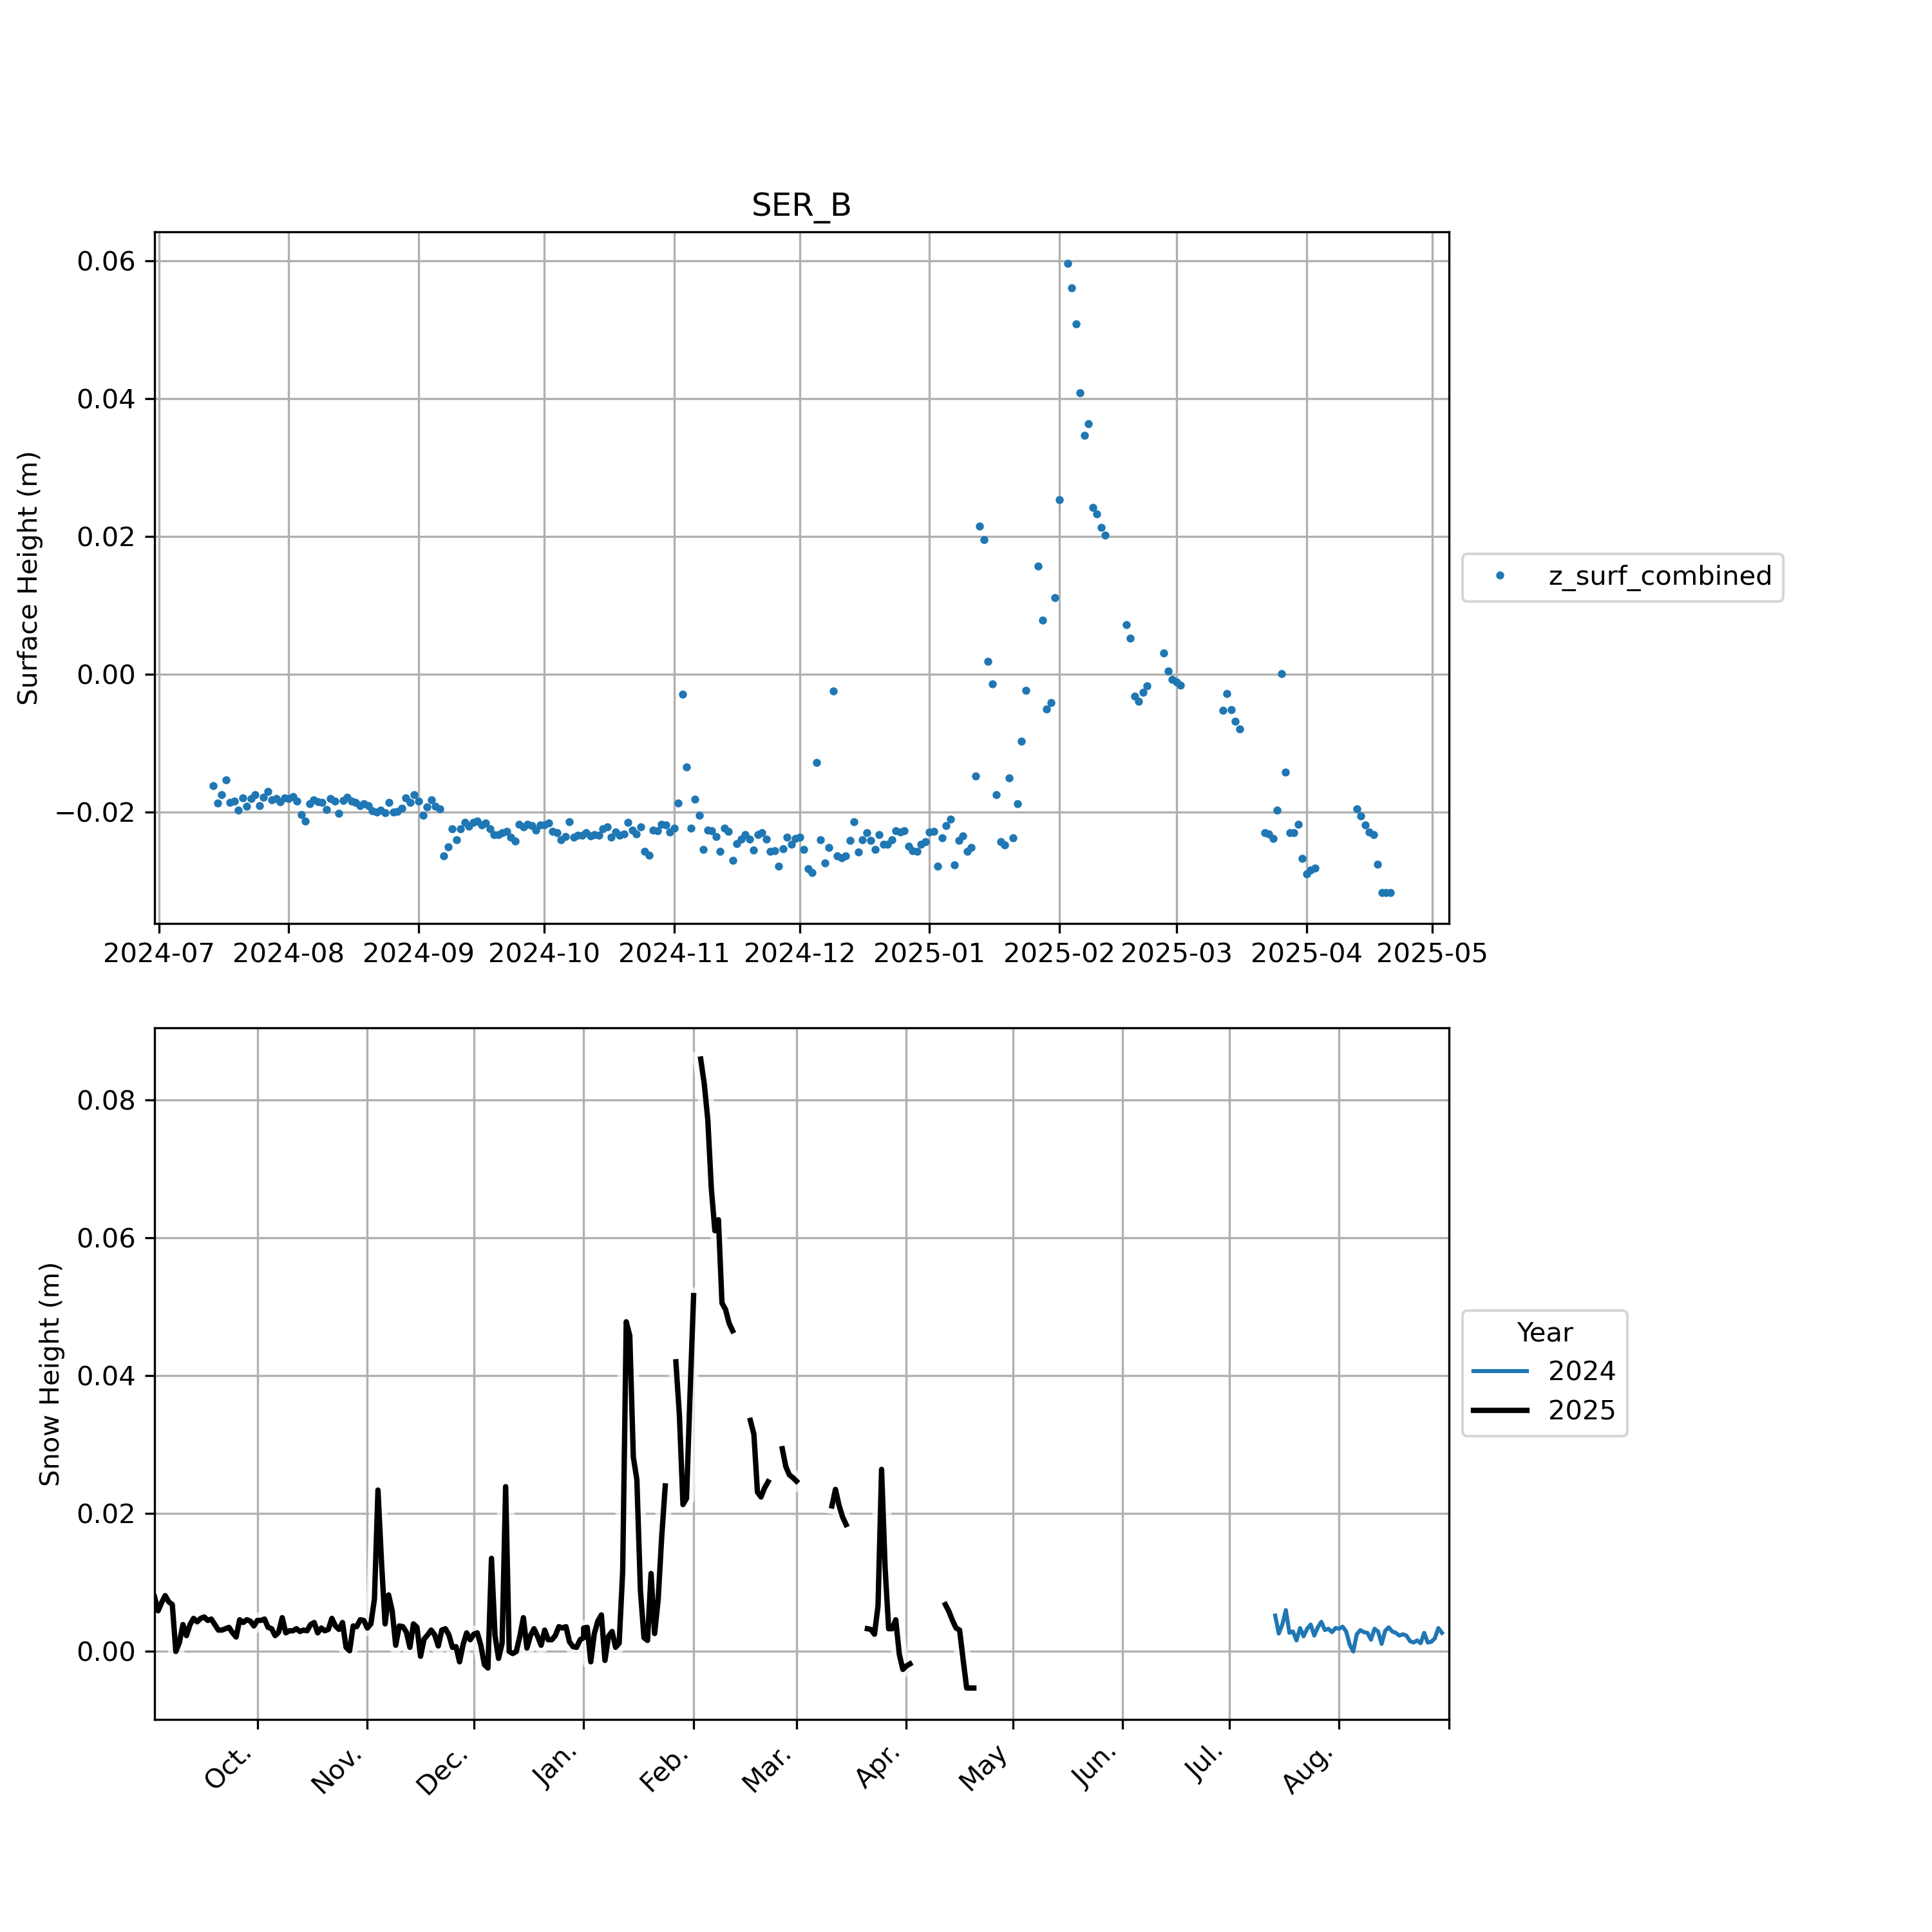 SER_B
0.06
0.04
0.02
0.00
−0.02
Surface Height (m)
2024-07 2024-08 2024-09 2024-10 2024-11 2024-12 2025-01 2025-02 2025-03 2025-04 2025-05
z_surf_combined
0.08
0.06
0.04
0.02
0.00
Snow Height (m)
Oct. Nov. Dec. Jan. Feb. Mar. Apr. May Jun. Jul. Aug.
Year
2024
2025